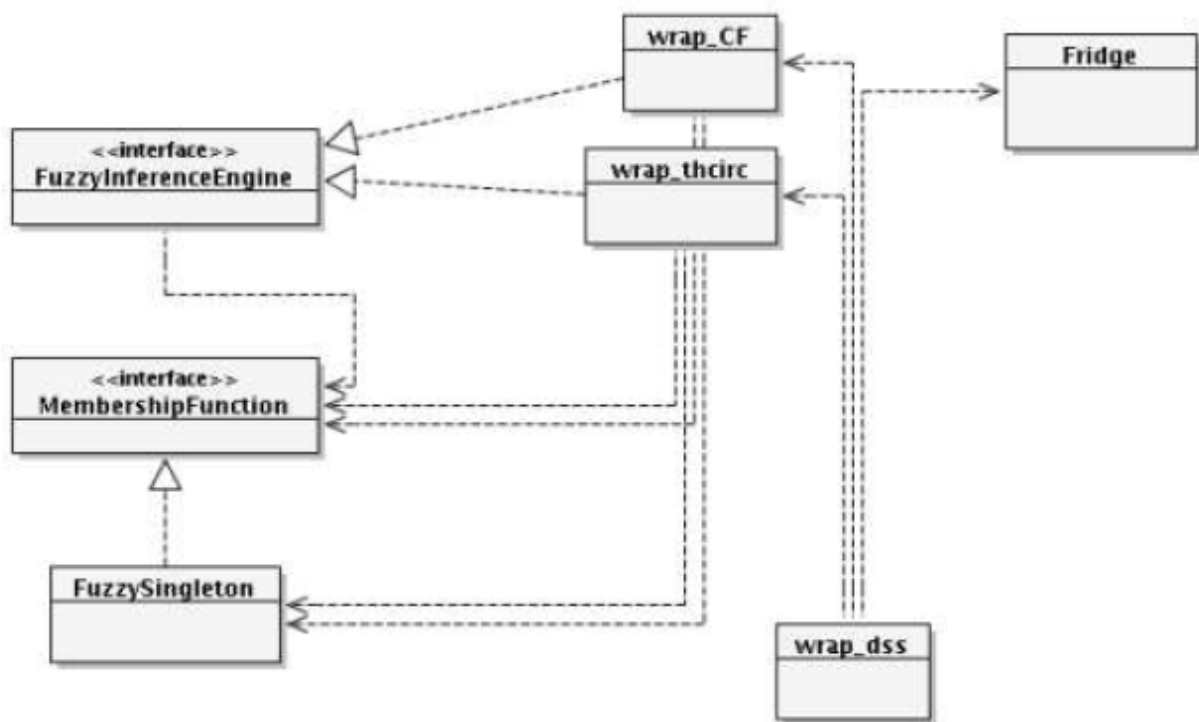 wrap_CF
Fridge
<<interface>>
FuzzyInferenceEngine
wrap_thcirc
<<interface>>
MembershipFunction
FuzzySingleton
wrap_dss